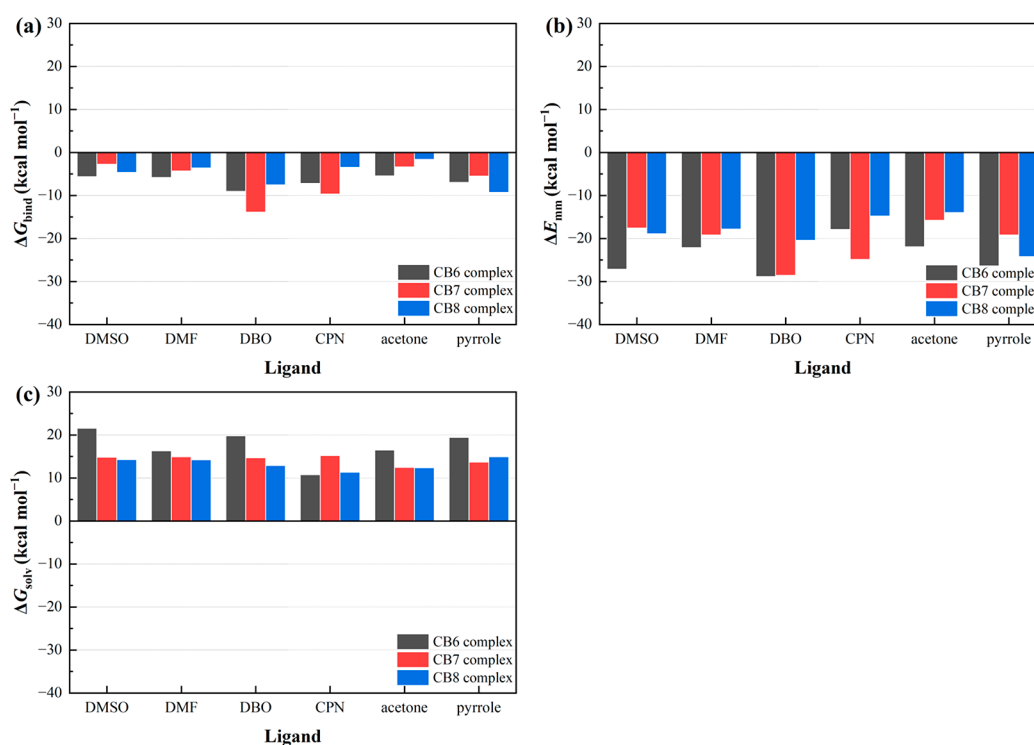 (a)
30
20
10
0
−10
−20
−30
−40
ΔGbind (kcal mol−1)
CB6 complex
CB7 complex
CB8 complex
DMSO DMF DBO CPN acetone pyrrole
Ligand
(b)
30
20
10
0
−10
−20
−30
−40
ΔEmm (kcal mol−1)
CB6 comple
CB7 comple
CB8 comple
DMSO DMF DBO CPN acetone pyrrole
Ligand
(c)
30
20
10
0
−10
−20
−30
−40
ΔGsolv (kcal mol−1)
CB6 complex
CB7 complex
CB8 complex
DMSO DMF DBO CPN acetone pyrrole
Ligand